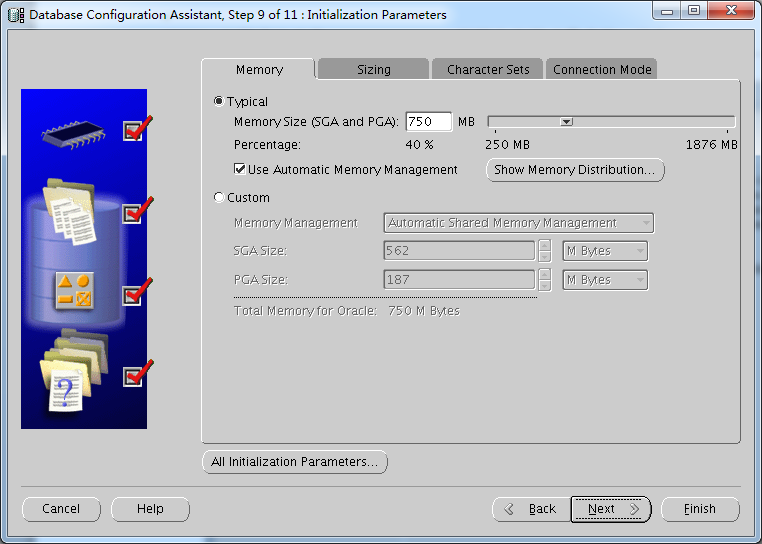 Database Configuration Assistant, Step 9 of 11 : Initialization Parameters
Memory Sizing Character Sets Connection Mode
Typical
Memory Size (SGA and PGA): 750 MB
Percentage: 40 % 250 MB 1876 MB
Use Automatic Memory Management Show Memory Distribution...
Custom
Memory Management Automatic Shared Memory Management
SGA Size: 562 M Bytes
PGA Size: 187 M Bytes
Total Memory for Oracle: 750 M Bytes
?
All Initialization Parameters...
Cancel Help Back Next Finish